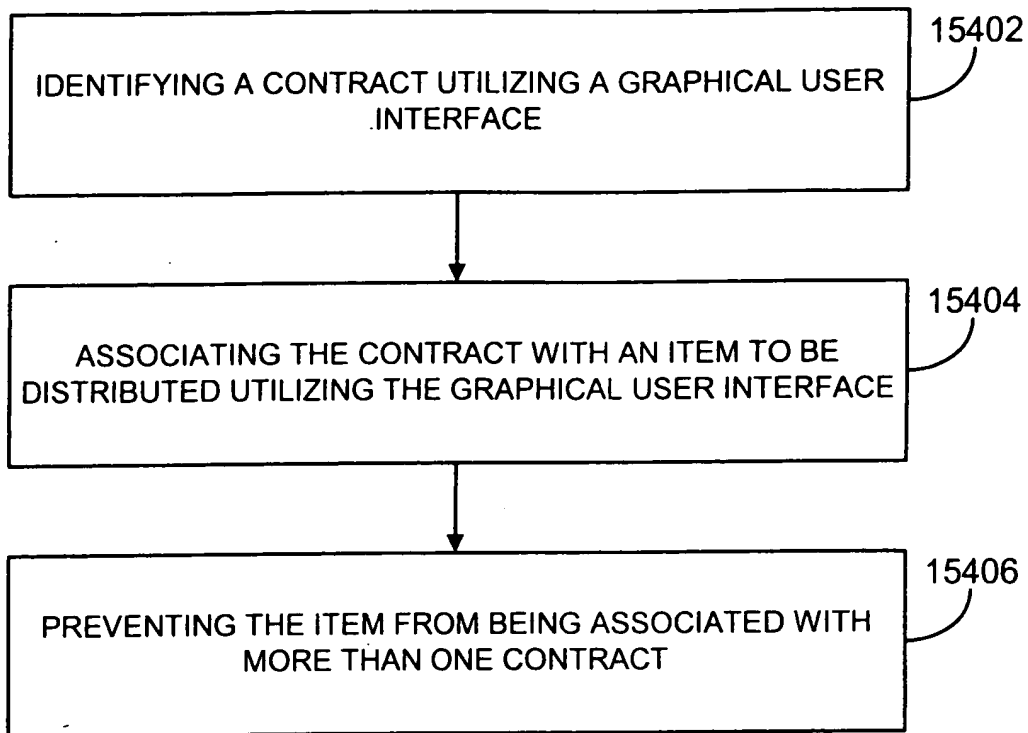 15402
IDENTIFYING A CONTRACT UTILIZING A GRAPHICAL USER
INTERFACE
15404
ASSOCIATING THE CONTRACT WITH AN ITEM TO BE
DISTRIBUTED UTILIZING THE GRAPHICAL USER INTERFACE
15406
PREVENTING THE ITEM FROM BEING ASSOCIATED WITH
MORE THAN ONE CONTRACT